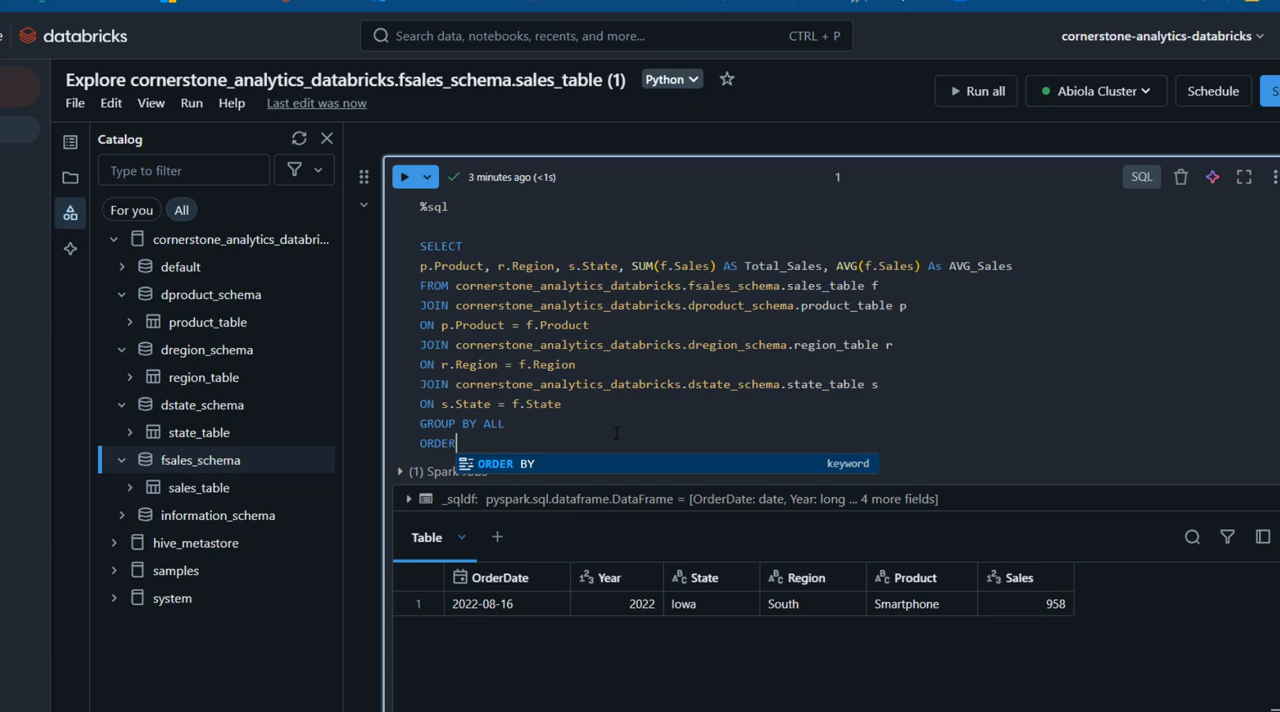 databricks
Search data, notebooks, recents, and more...
CTRL + P
cornerstone-analytics-databricks
Explore cornerstone_analytics_databricks.fsales_schema.sales_table (1)
Python
File Edit View Run Help Last edit was now
Run all
Abiola Cluster
Schedule
Catalog
Type to filter
For you
All
cornerstone_analytics_databri...
default
dproduct_schema
product_table
dregion_schema
region_table
dstate_schema
state_table
fsales_schema
sales_table
information_schema
hive_metastore
samples
system
3 minutes ago (<1s)
1
SQL
%sql
SELECT
p.Product, r.Region, s.State, SUM(f.Sales) AS Total_Sales, AVG(f.Sales) As AVG_Sales
FROM cornerstone_analytics_databricks.fsales_schema.sales_table f
JOIN cornerstone_analytics_databricks.dproduct_schema.product_table p
ON p.Product = f.Product
JOIN cornerstone_analytics_databricks.dregion_schema.region_table r
ON r.Region = f.Region
JOIN cornerstone_analytics_databricks.dstate_schema.state_table s
ON s.State = f.State
GROUP BY ALL
ORDER
ORDER BY keyword
(1) Spark
_sqldf: pyspark.sql.dataframe.DataFrame = [OrderDate: date, Year: long ... 4 more fields]
Table
OrderDate Year State Region Product Sales
1 2022-08-16 2022 Iowa South Smartphone 958